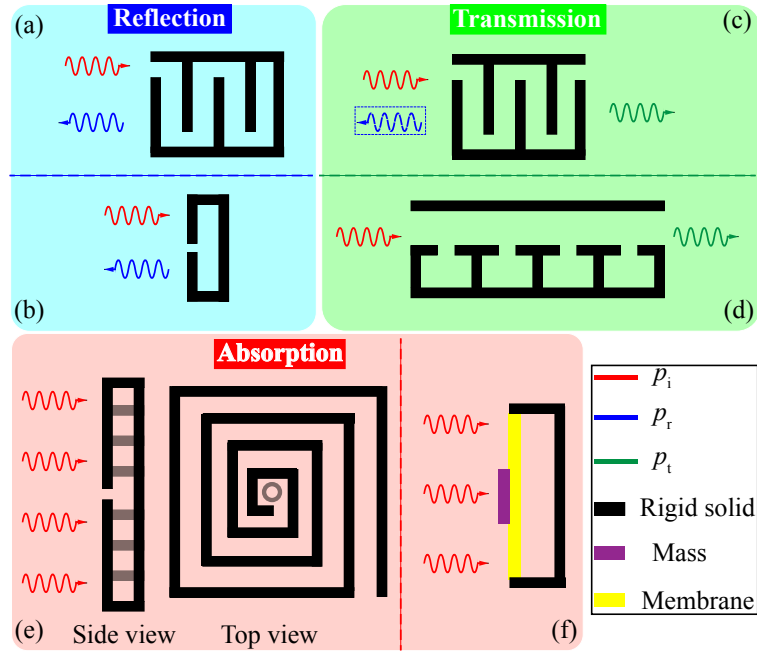 (a)
Reflection
Transmission
(c)
(b)
(d)
Absorption
(e)
Side view
Top view
(f)
p_i
p_r
p_t
Rigid solid
Mass
Membrane